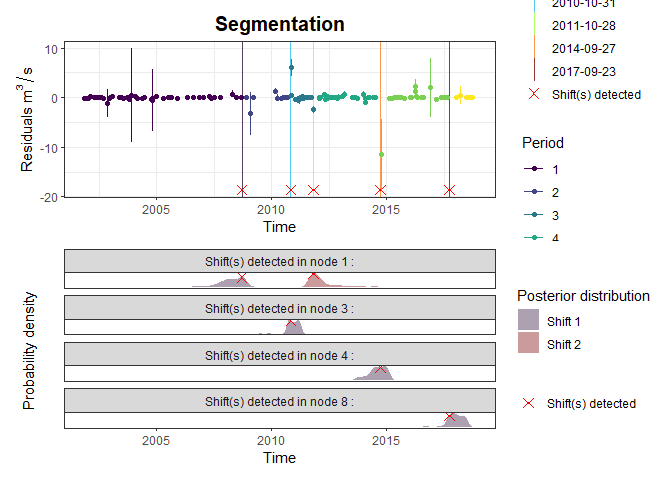 Segmentation
10
0
-10
-20
Residuals m³/s
2005
2010
2015
Time
2010-10-31
2011-10-28
2014-09-27
2017-09-23
Shift(s) detected
Period
1
2
3
4
Shift(s) detected in node 1 :
Shift(s) detected in node 3 :
Shift(s) detected in node 4 :
Shift(s) detected in node 8 :
Probability density
2005
2010
2015
Time
Posterior distribution
Shift 1
Shift 2
Shift(s) detected